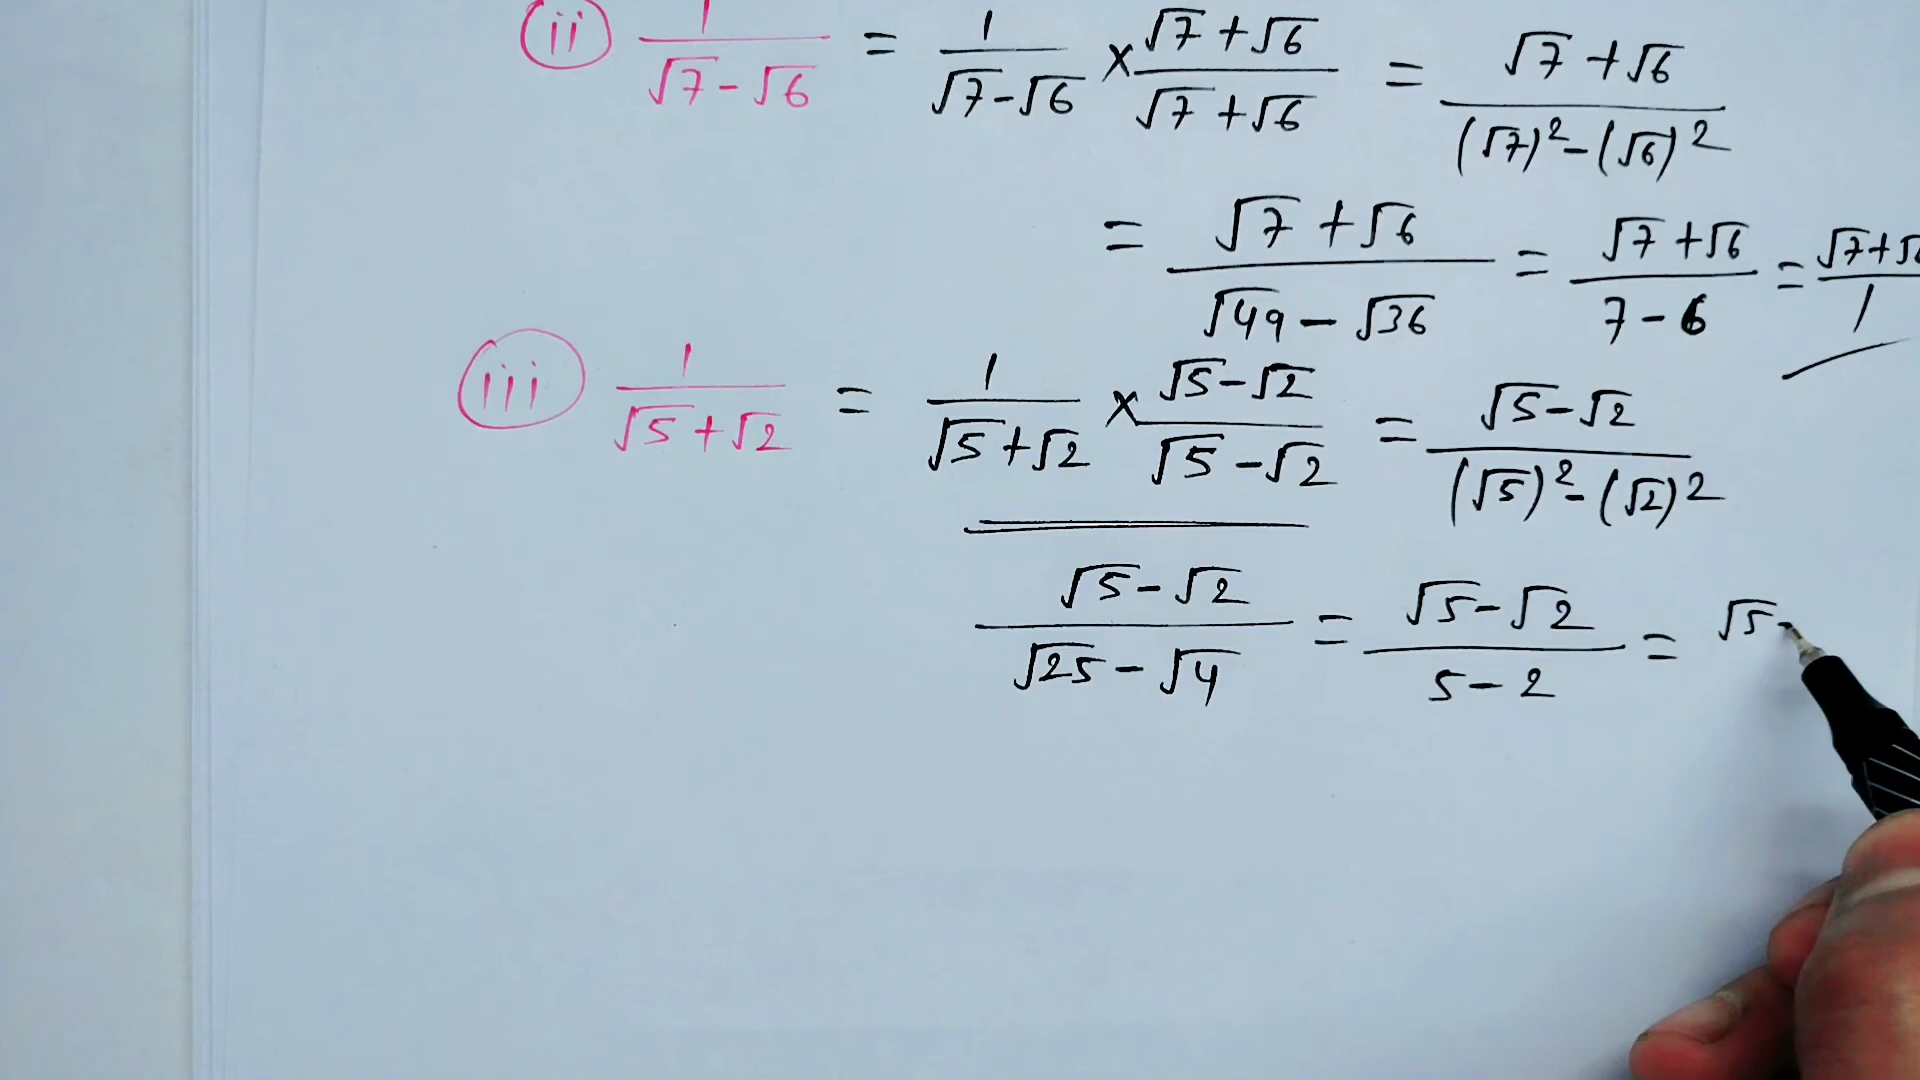 (ii) 1/(√7-√6) = 1/(√7-√6) × (√7+√6)/(√7+√6) = (√7+√6)/((√7)²-(√6)²)
= (√7+√6)/(√49-√36) = (√7+√6)/(7-6) = (√7+√6)/1
(iii) 1/(√5+√2) = 1/(√5+√2) × (√5-√2)/(√5-√2) = (√5-√2)/((√5)²-(√2)²)
(√5-√2)/(√25-√4) = (√5-√2)/(5-2) = √5-